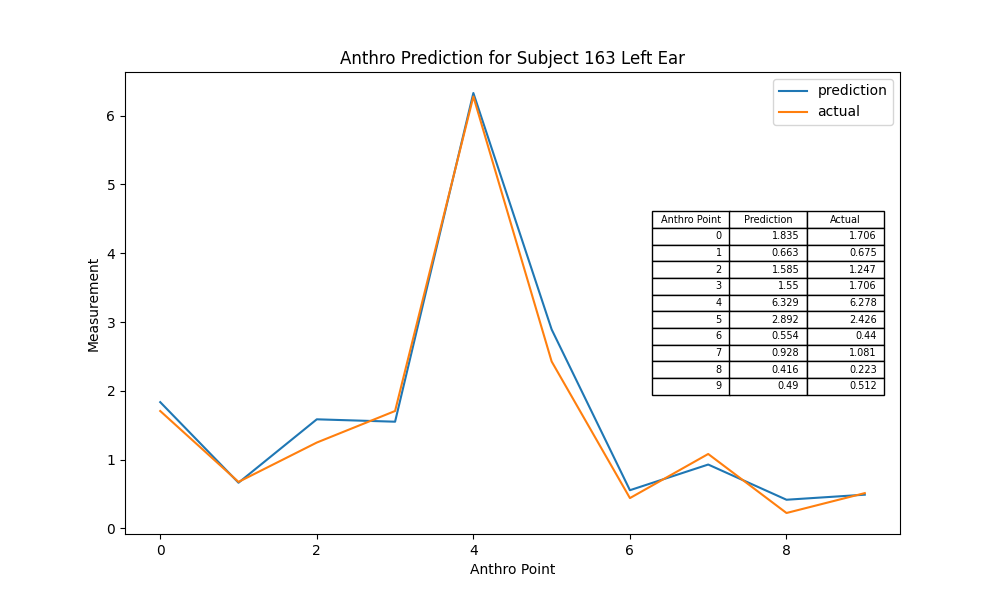 Anthro Prediction for Subject 163 Left Ear
prediction
actual
Measurement
6
5
4
3
2
1
0
Anthro Point Prediction Actual
0 1.835 1.706
1 0.663 0.675
2 1.585 1.247
3 1.55 1.706
4 6.329 6.278
5 2.892 2.426
6 0.554 0.44
7 0.928 1.081
8 0.416 0.223
9 0.49 0.512
0 2 4 6 8
Anthro Point